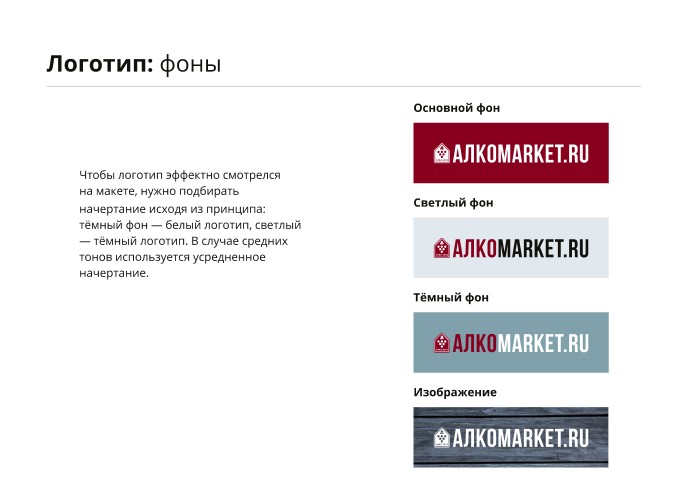 Логотип: фоны
Чтобы логотип эффектно смотрелся
на макете, нужно подбирать
начертание исходя из принципа:
тёмный фон — белый логотип, светлый
— тёмный логотип. В случае средних
тонов используется усредненное
начертание.
Основной фон
АЛКОMARKET.RU
Светлый фон
АЛКОMARKET.RU
Тёмный фон
АЛКОMARKET.RU
Изображение
АЛКОMARKET.RU